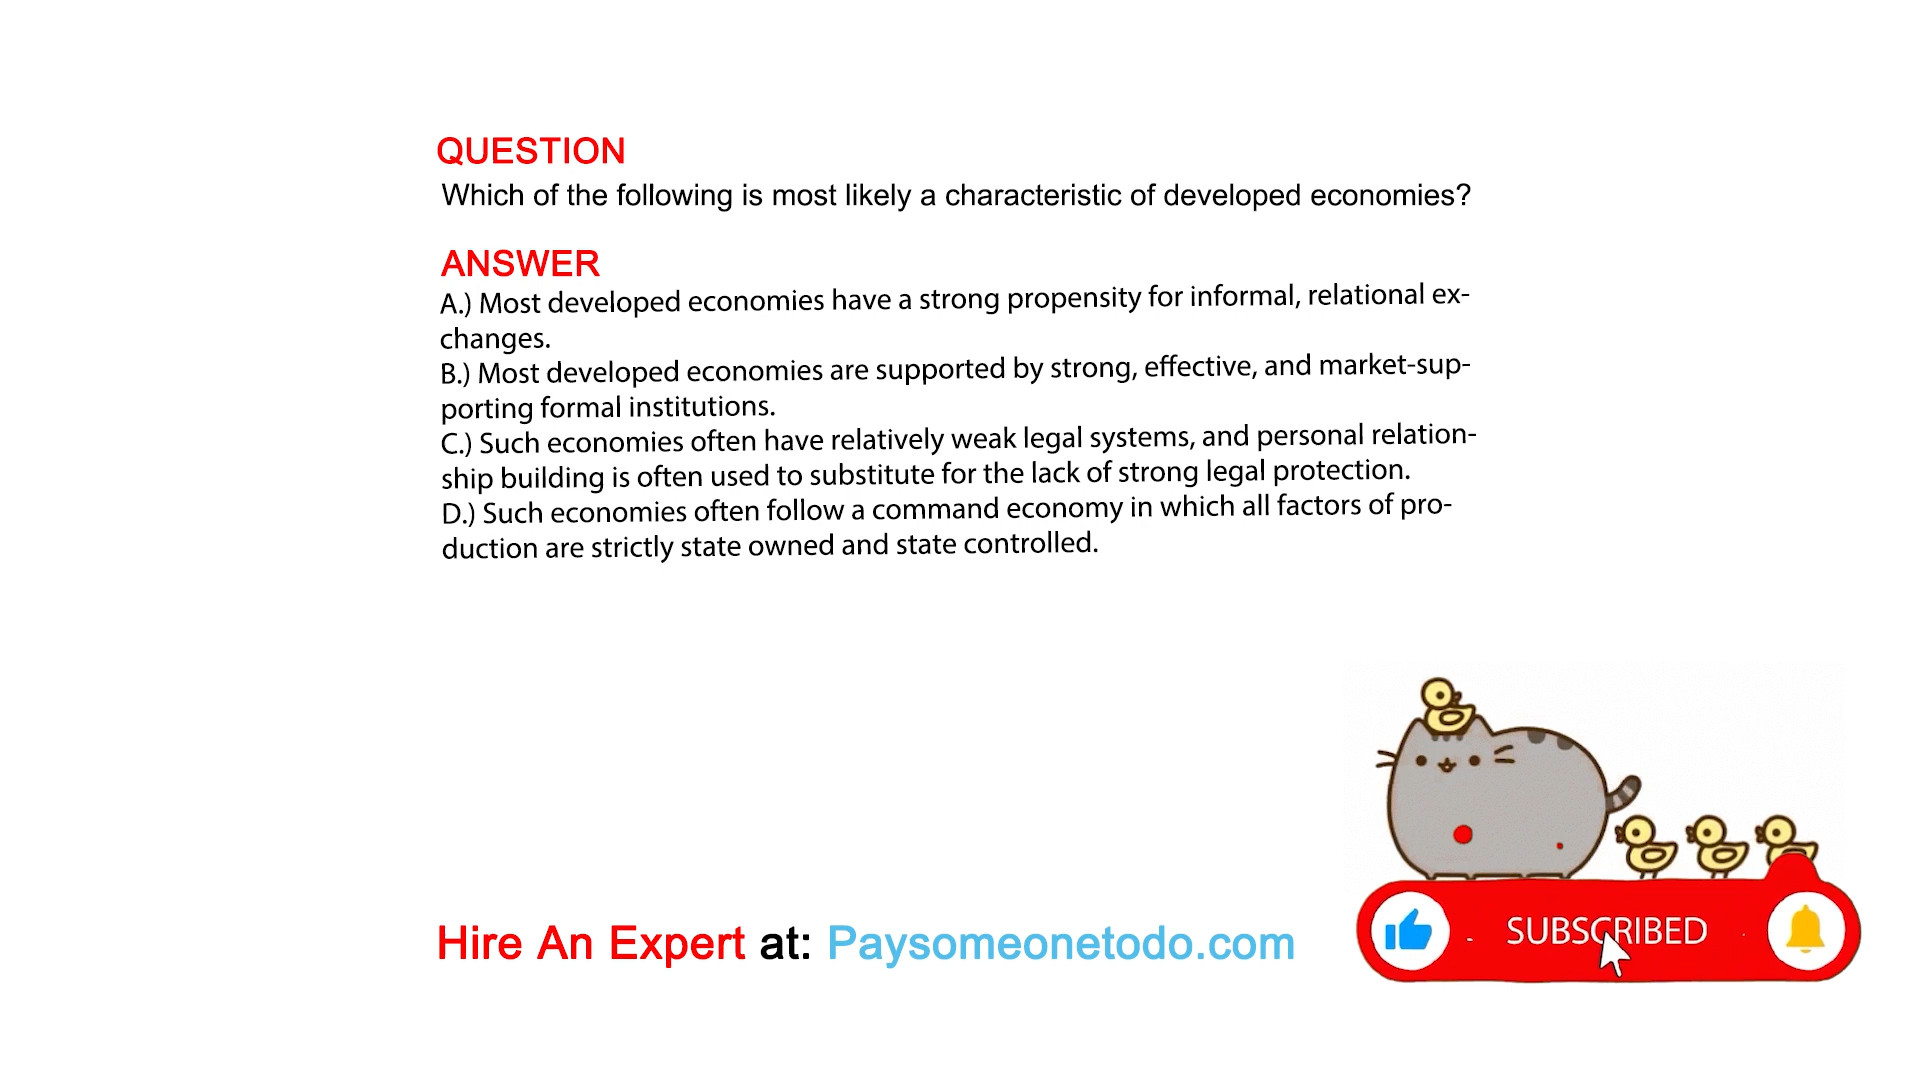 QUESTION
Which of the following is most likely a characteristic of developed economies?
ANSWER
A.) Most developed economies have a strong propensity for informal, relational ex-
changes.
B.) Most developed economies are supported by strong, effective, and market-sup-
porting formal institutions.
C.) Such economies often have relatively weak legal systems, and personal relation-
ship building is often used to substitute for the lack of strong legal protection.
D.) Such economies often follow a command economy in which all factors of pro-
duction are strictly state owned and state controlled.
Hire An Expert at: Paysomeonetodo.com
SUBSCRIBED